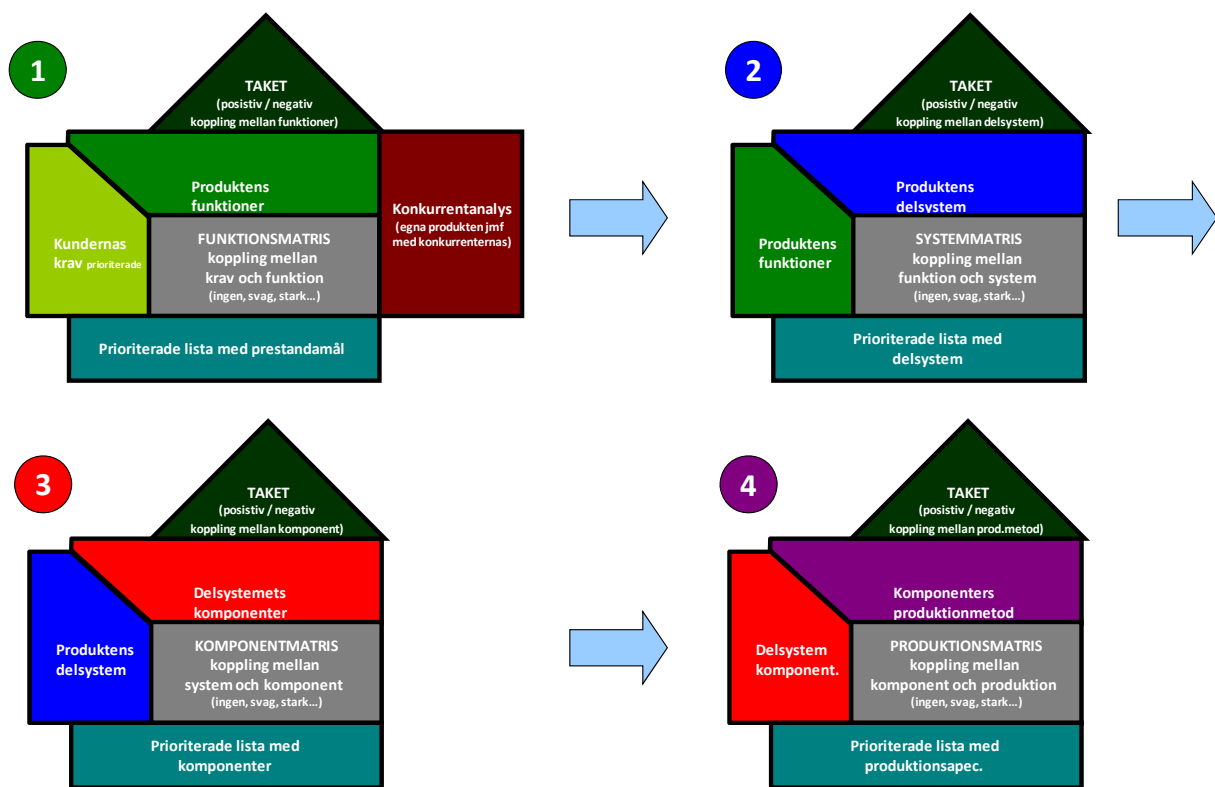 1
TAKET
(posistiv / negativ
koppling mellan funktioner)
Produktens
funktioner
Kundernas
krav prioriterade
FUNKTIONSMATRIS
koppling mellan
krav och funktion
(ingen, svag, stark…)
Konkurrentanalys
(egna produkten jmf
med konkurrenternas)
Prioriterade lista med prestandamål
2
TAKET
(positiv / negativ
koppling mellan delsystem)
Produktens
delsystem
Produktens
funktioner
SYSTEMMATRIS
koppling mellan
funktion och system
(ingen, svag, stark…)
Prioriterade lista med
delsystem
3
TAKET
(posistiv / negativ
koppling mellan komponent)
Delsystemets
komponenter
Produktens
delsystem
KOMPONENTMATRIS
koppling mellan
system och komponent
(ingen, svag, stark…)
Prioriterade lista med
komponenter
4
TAKET
(posistiv / negativ
koppling mellan prod.metod)
Komponenters
produktionmetod
Delsystem
komponent.
PRODUKTIONSMATRIS
koppling mellan
komponent och produktion
(ingen, svag, stark…)
Prioriterade lista med
produktionsapec.